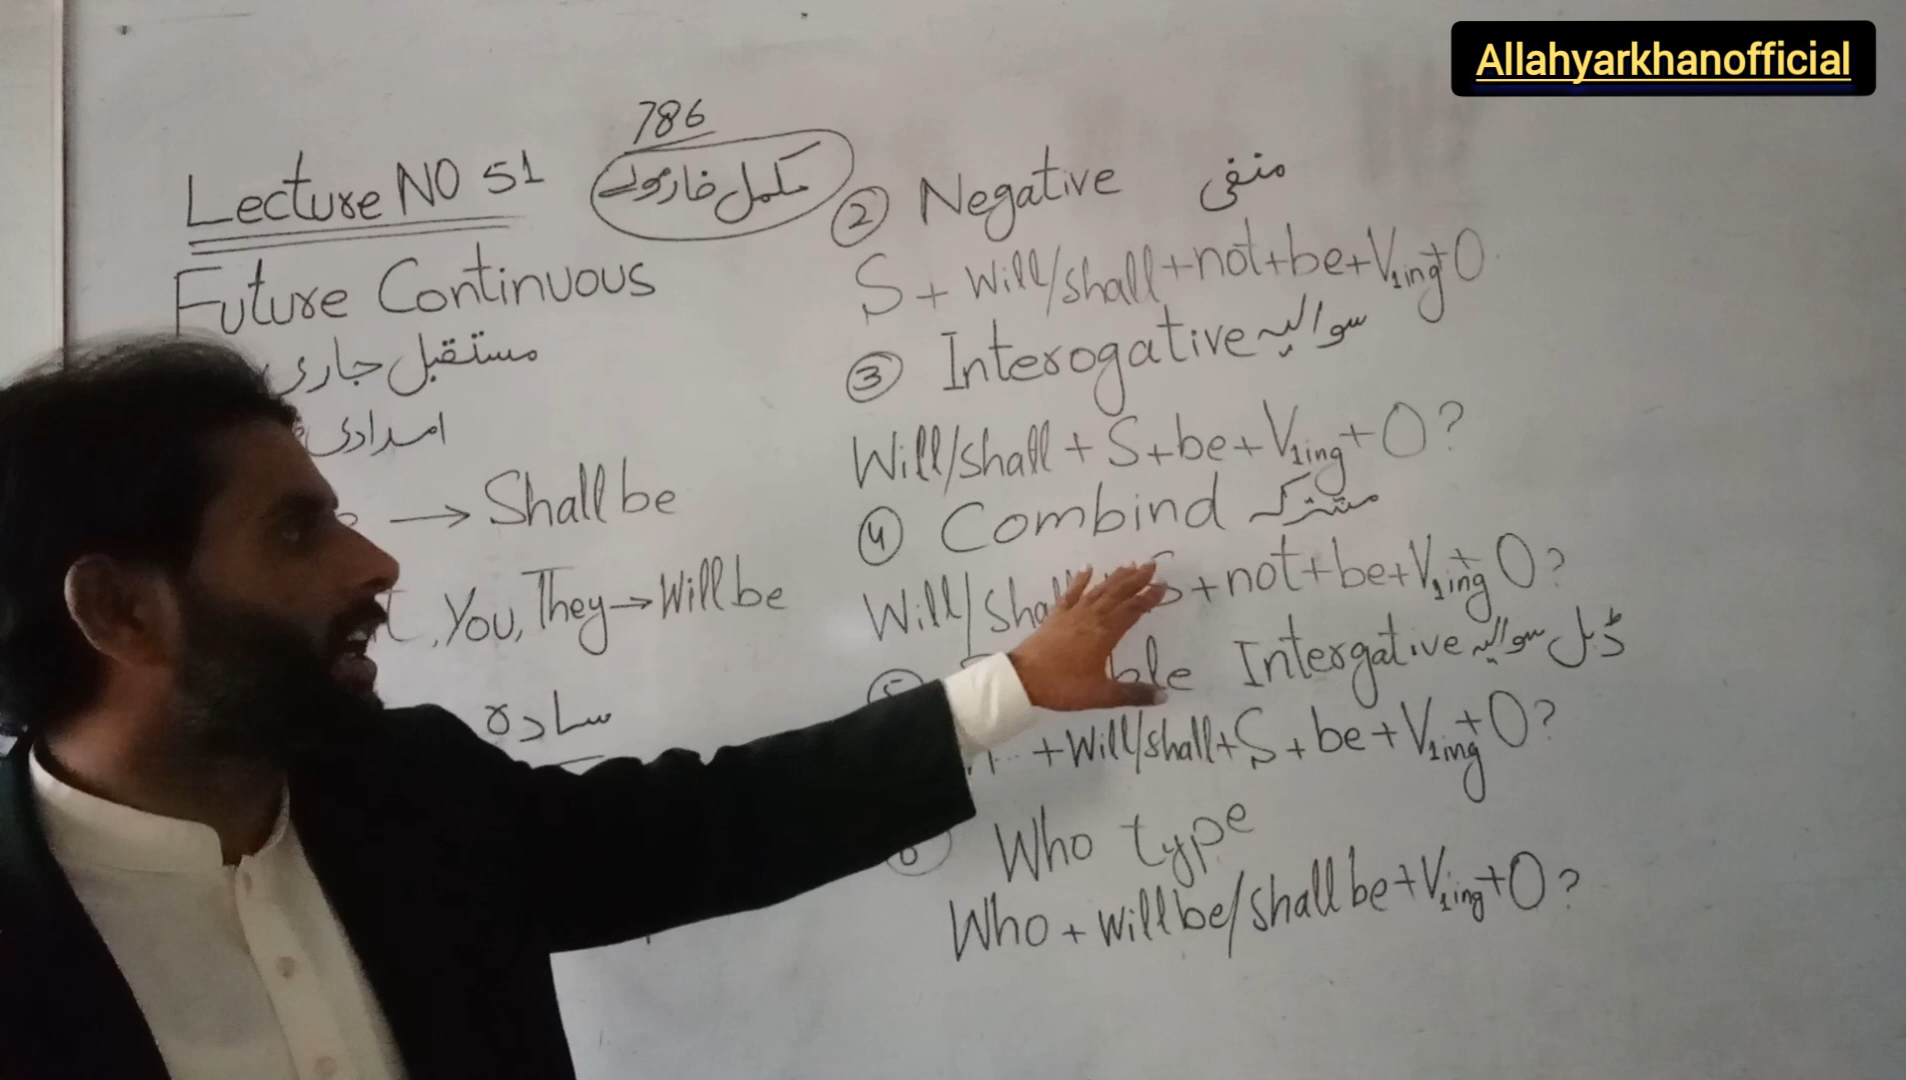 Allahyarkhanofficial
786
Lecture NO 51
مکمل فارمولے
Future Continuous
مستقبل جاری
امدادی
→ Shall be
, You, They → Will be
سادہ
② Negative منفی
S + Will/shall + not + be + V1ing + O.
③ Interogative سوالیہ
Will/shall + S + be + V1ing + O?
④ Combind مشترکہ
Will/shall + S + not + be + V1ing + O?
⑤ Intergative ڈبل سوالیہ
+ Will/shall + S + be + V1ing + O?
⑥ Who type
Who + will be/shall be + V1ing + O?